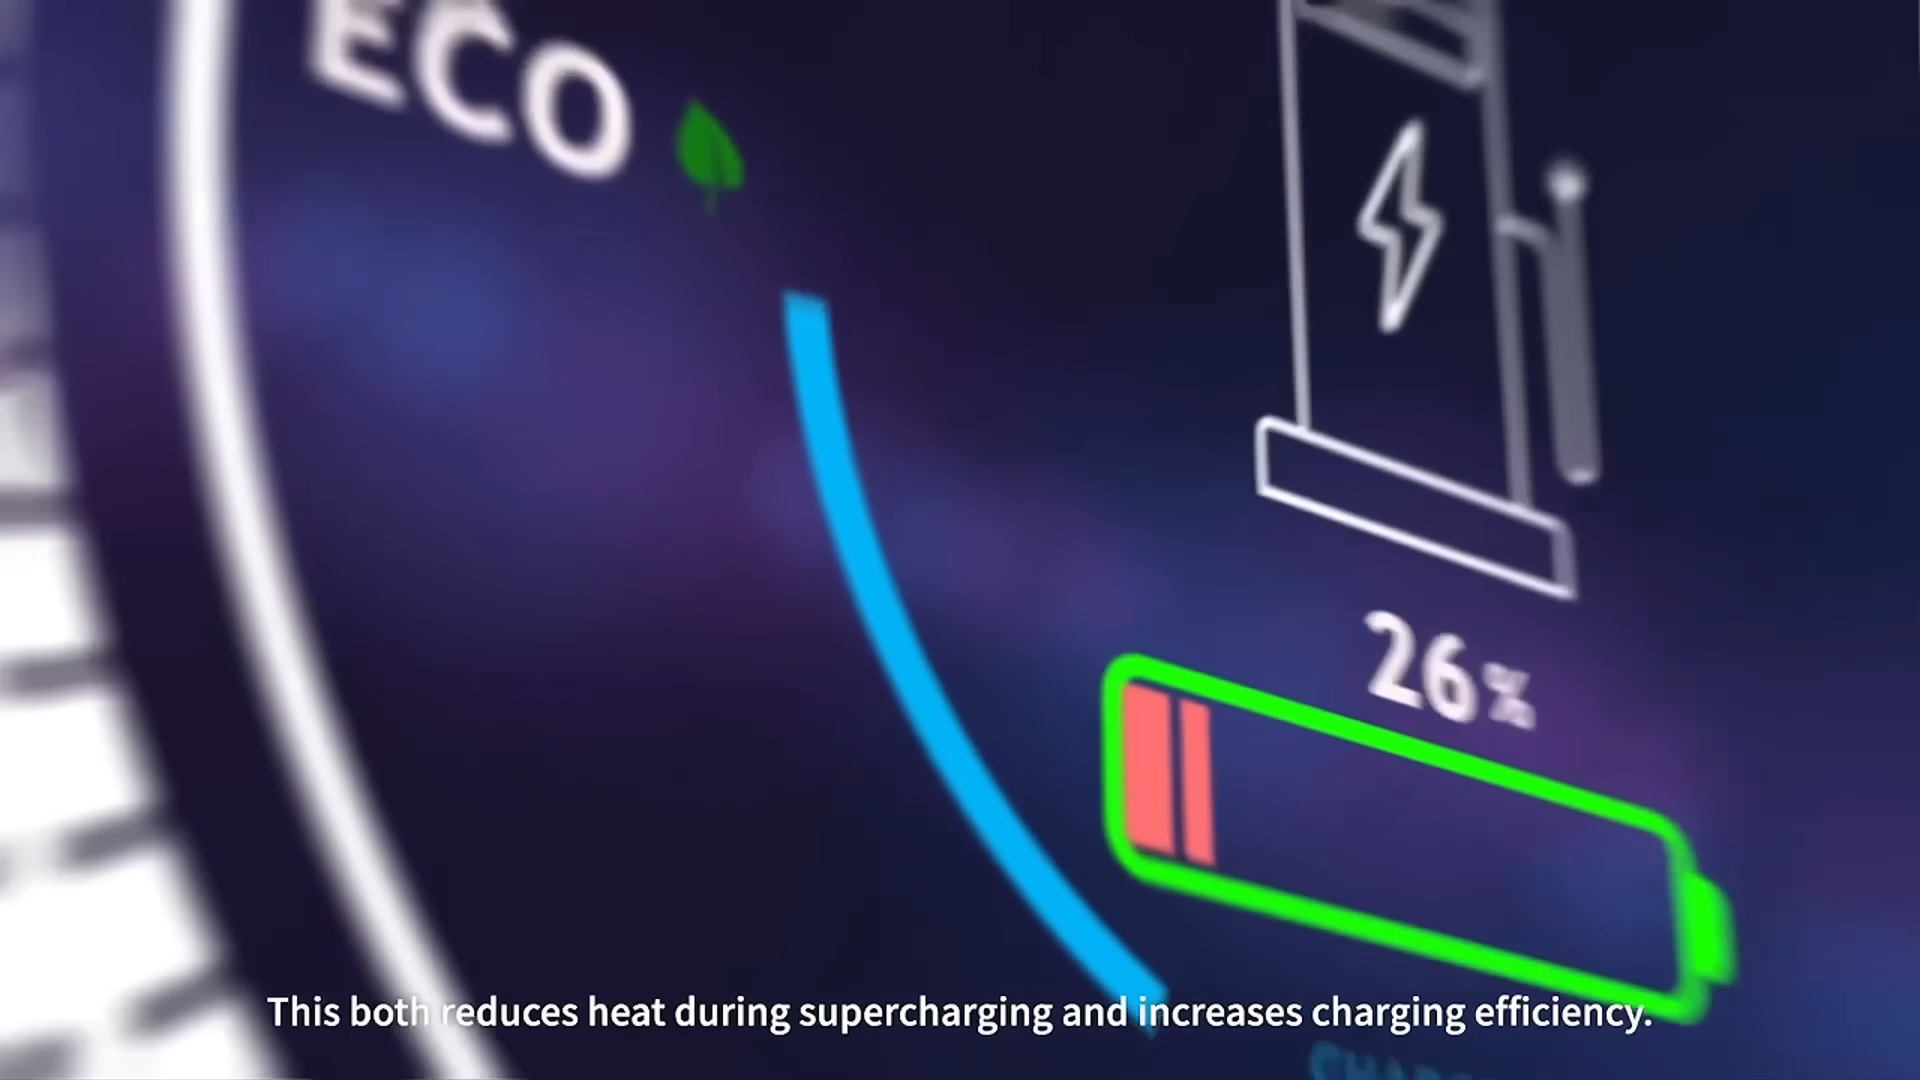 ECO
26%
This both reduces heat during supercharging and increases charging efficiency.